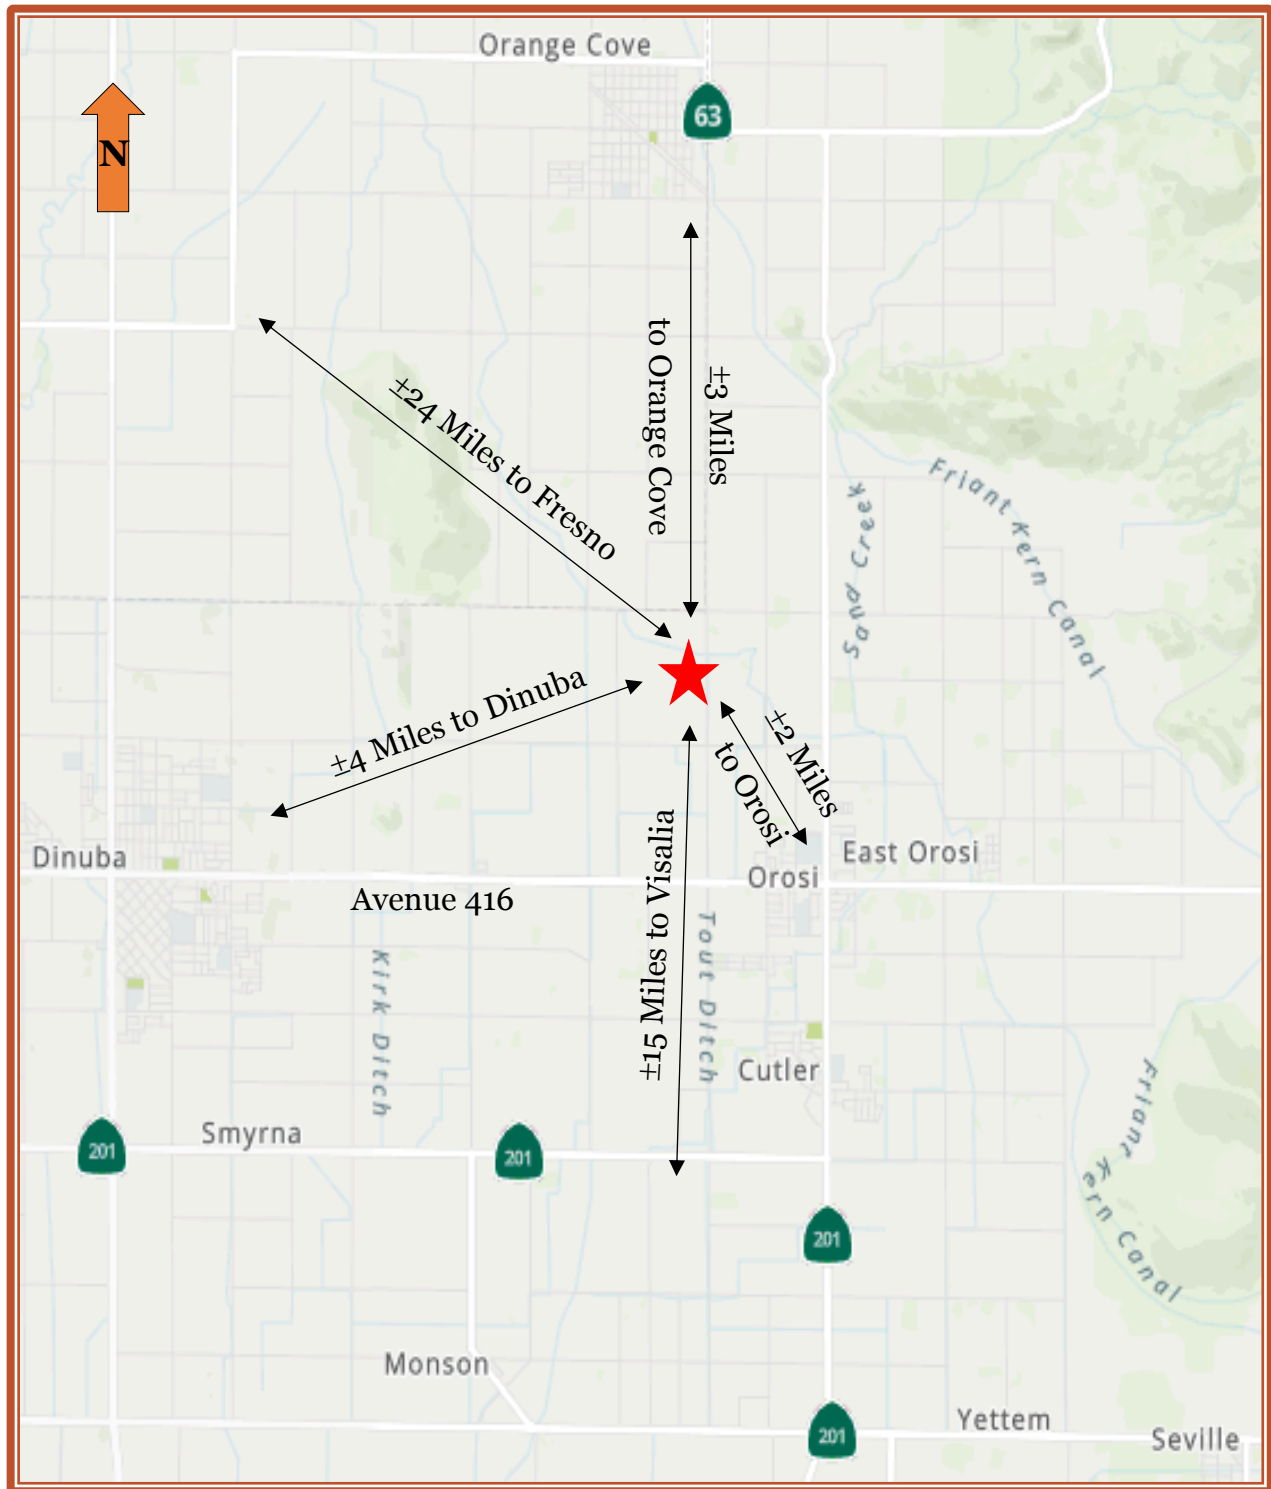 Orange Cove
63
N
±3 Miles
to Orange Cove
±24 Miles to Fresno
Friant Kern Canal
Sand Creek
±4 Miles to Dinuba
±2 Miles
to Orosi
±15 Miles to Visalia
Dinuba
East Orosi
Orosi
Avenue 416
Kirk Ditch
Tout Ditch
Cutler
Friant Kern Canal
Smyrna
201
201
201
Monson
Yettem
201
Seville